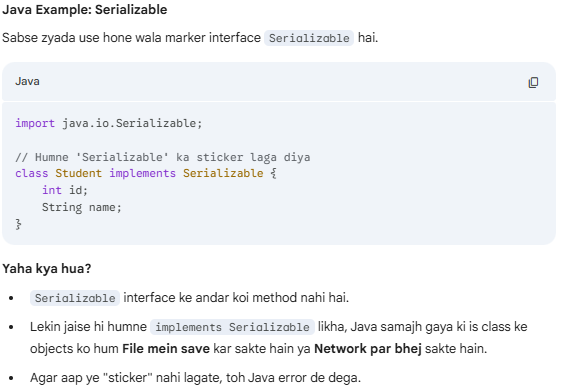 Java Example: Serializable
Sabse zyada use hone wala marker interface Serializable hai.
Java
import java.io.Serializable;
// Humne 'Serializable' ka sticker laga diya
class Student implements Serializable {
    int id;
    String name;
}
Yaha kya hua?
• Serializable interface ke andar koi method nahi hai.
• Lekin jaise hi humne implements Serializable likha, Java samajh gaya ki is class ke
objects ko hum File mein save kar sakte hain ya Network par bhej sakte hain.
• Agar aap ye "sticker" nahi lagate, toh Java error de dega.